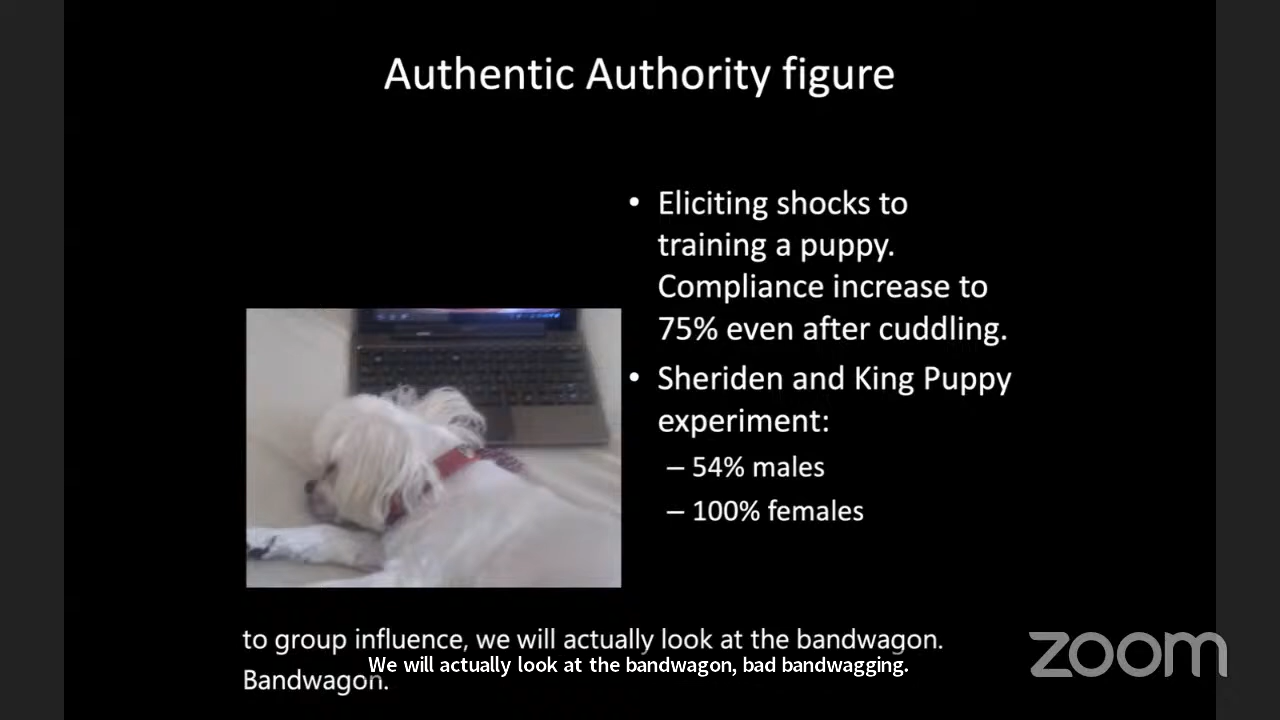 Authentic Authority figure
• Eliciting shocks to
training a puppy.
Compliance increase to
75% even after cuddling.
• Sheriden and King Puppy
experiment:
– 54% males
– 100% females
to group influence, we will actually look at the bandwagon.
We will actually look at the bandwagon, bad bandwagging.
Bandwagon.
zoom